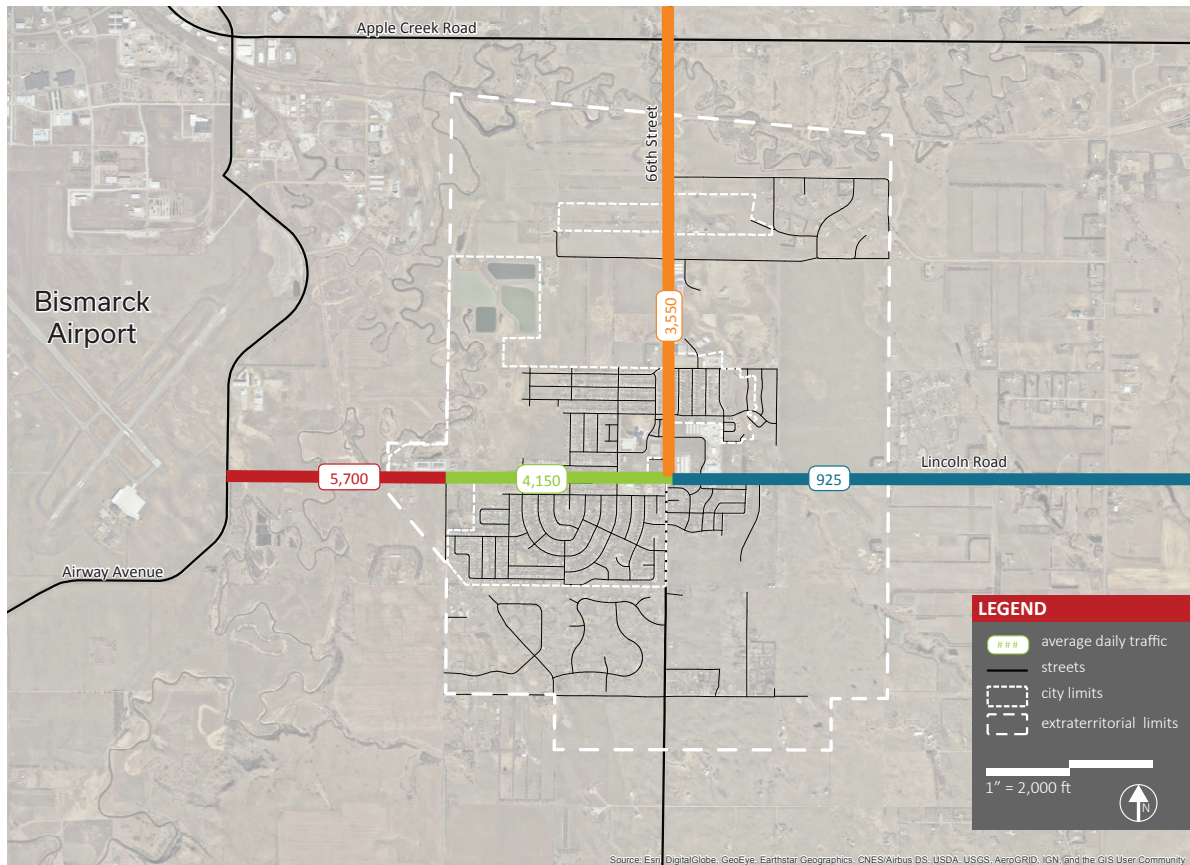 Apple Creek Road
66th Street
Bismarck
Airport
3,550
Lincoln Road
5,700
4,150
925
Airway Avenue
LEGEND
###
average daily traffic
streets
city limits
extraterritorial limits
1” = 2,000 ft
N
Source: Esri, DigitalGlobe, GeoEye, Earthstar Geographics, CNES/Airbus DS, USDA, USGS, AeroGRID, IGN, and the GIS User Community